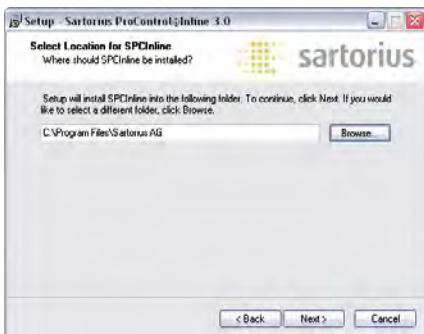 Setup - Sartorius ProControl@Inline 3.0
Select Location for SPCInline
Where should SPCInline be installed?
sartorius
Setup will install SPCInline into the following folder. To continue, click Next. If you would
like to select a different folder, click Browse.
C:\Program Files\Sartorius AG
Browse...
< Back
Next >
Cancel